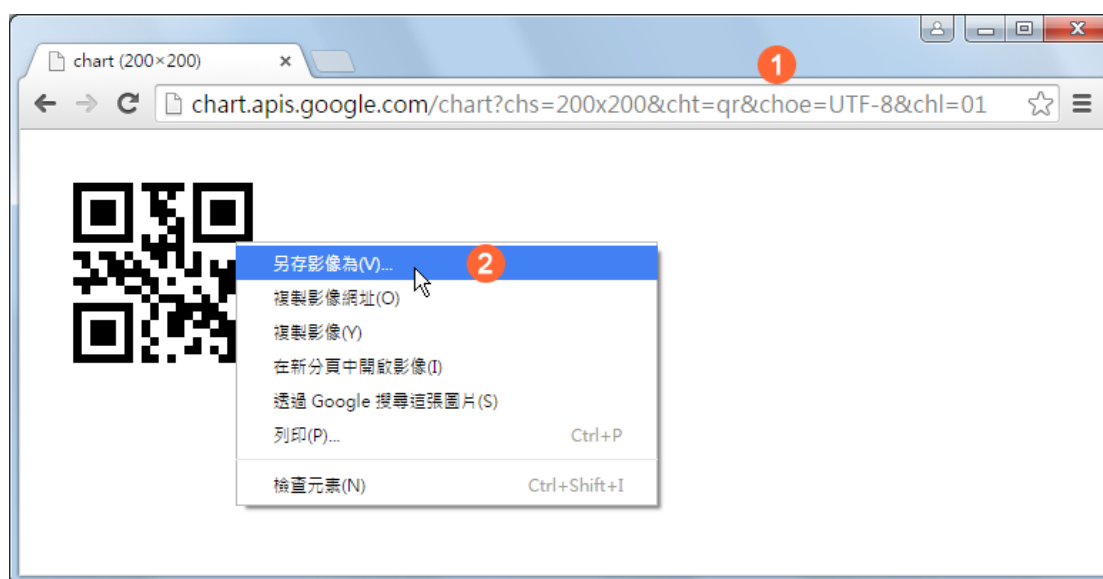 chart (200×200)
1
chart.apis.google.com/chart?chs=200x200&cht=qr&choe=UTF-8&chl=01
另存影像為(V)...
2
複製影像網址(O)
複製影像(Y)
在新分頁中開啟影像(I)
透過 Google 搜尋這張圖片(S)
列印(P)... Ctrl+P
檢查元素(N) Ctrl+Shift+I